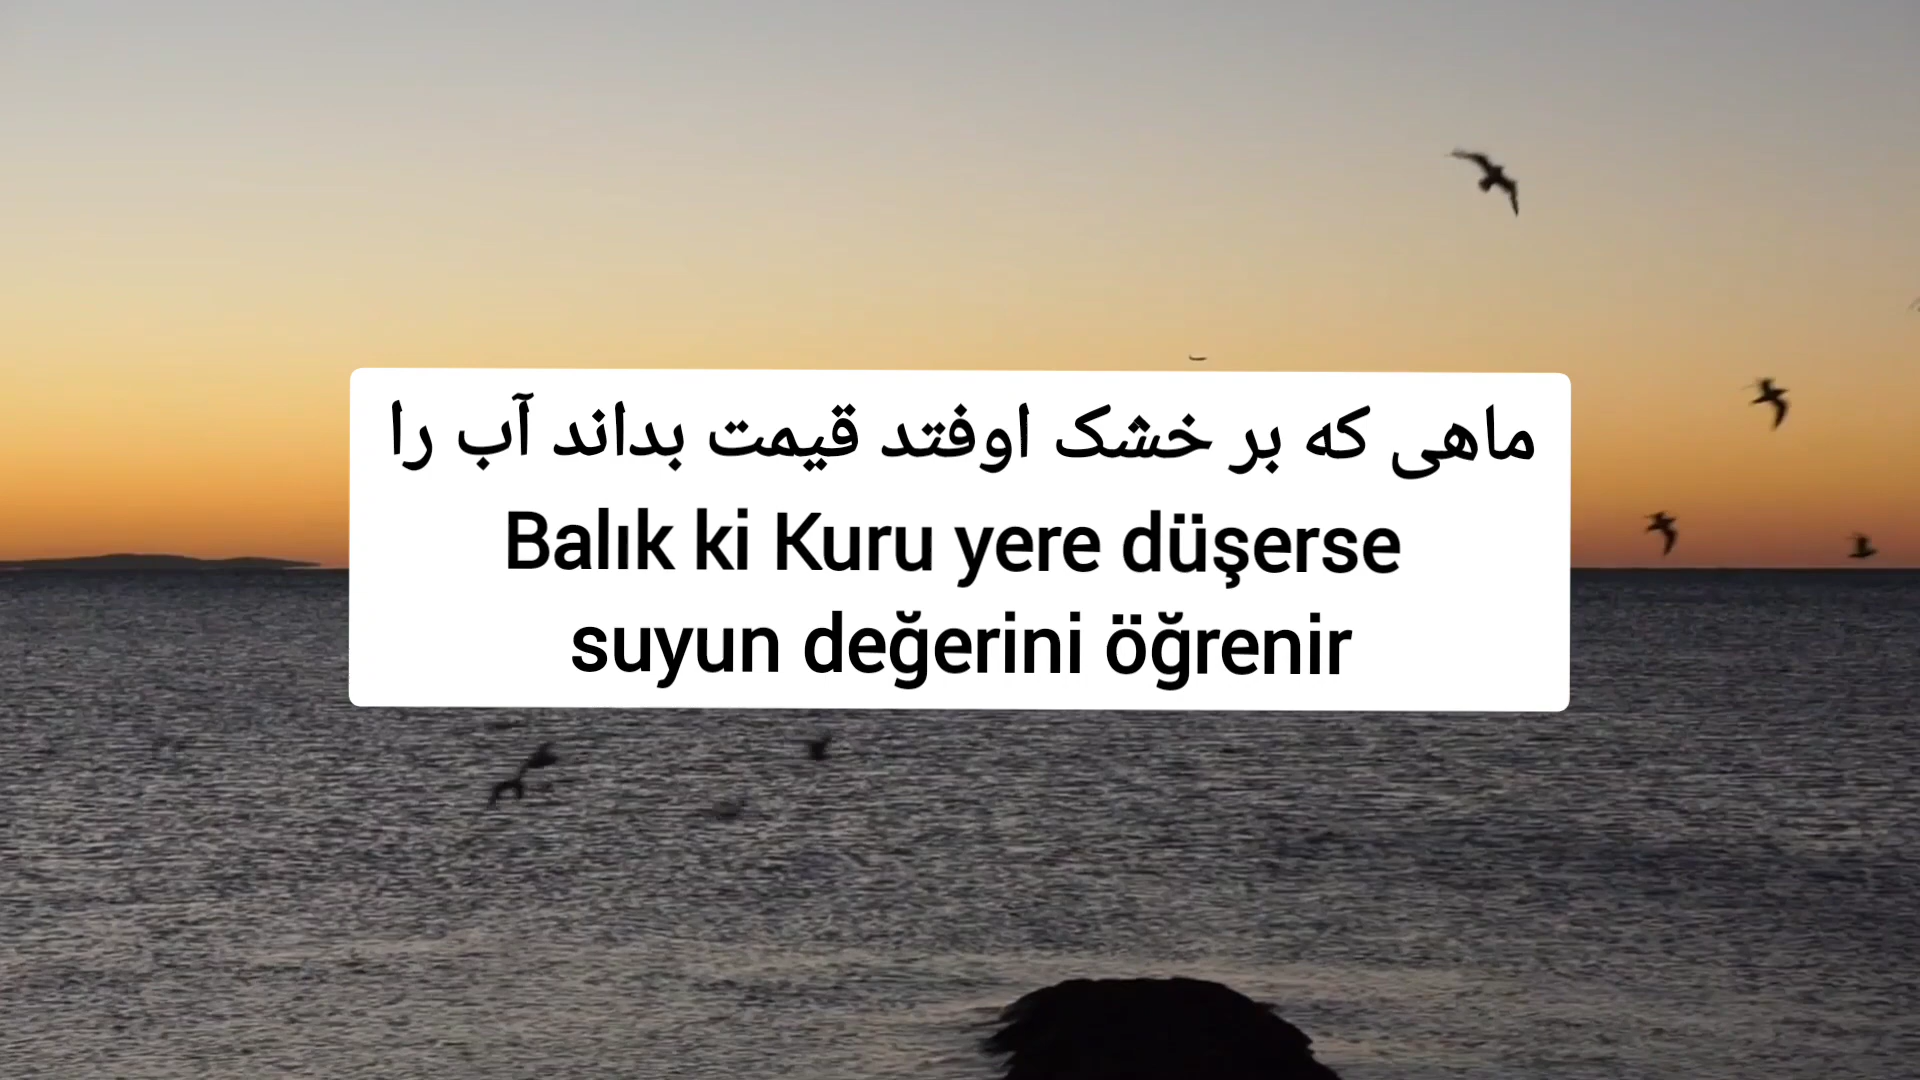 ماهی که بر خشک اوفتد قیمت بداند آب را
Balık ki Kuru yere düşerse
suyun değerini öğrenir